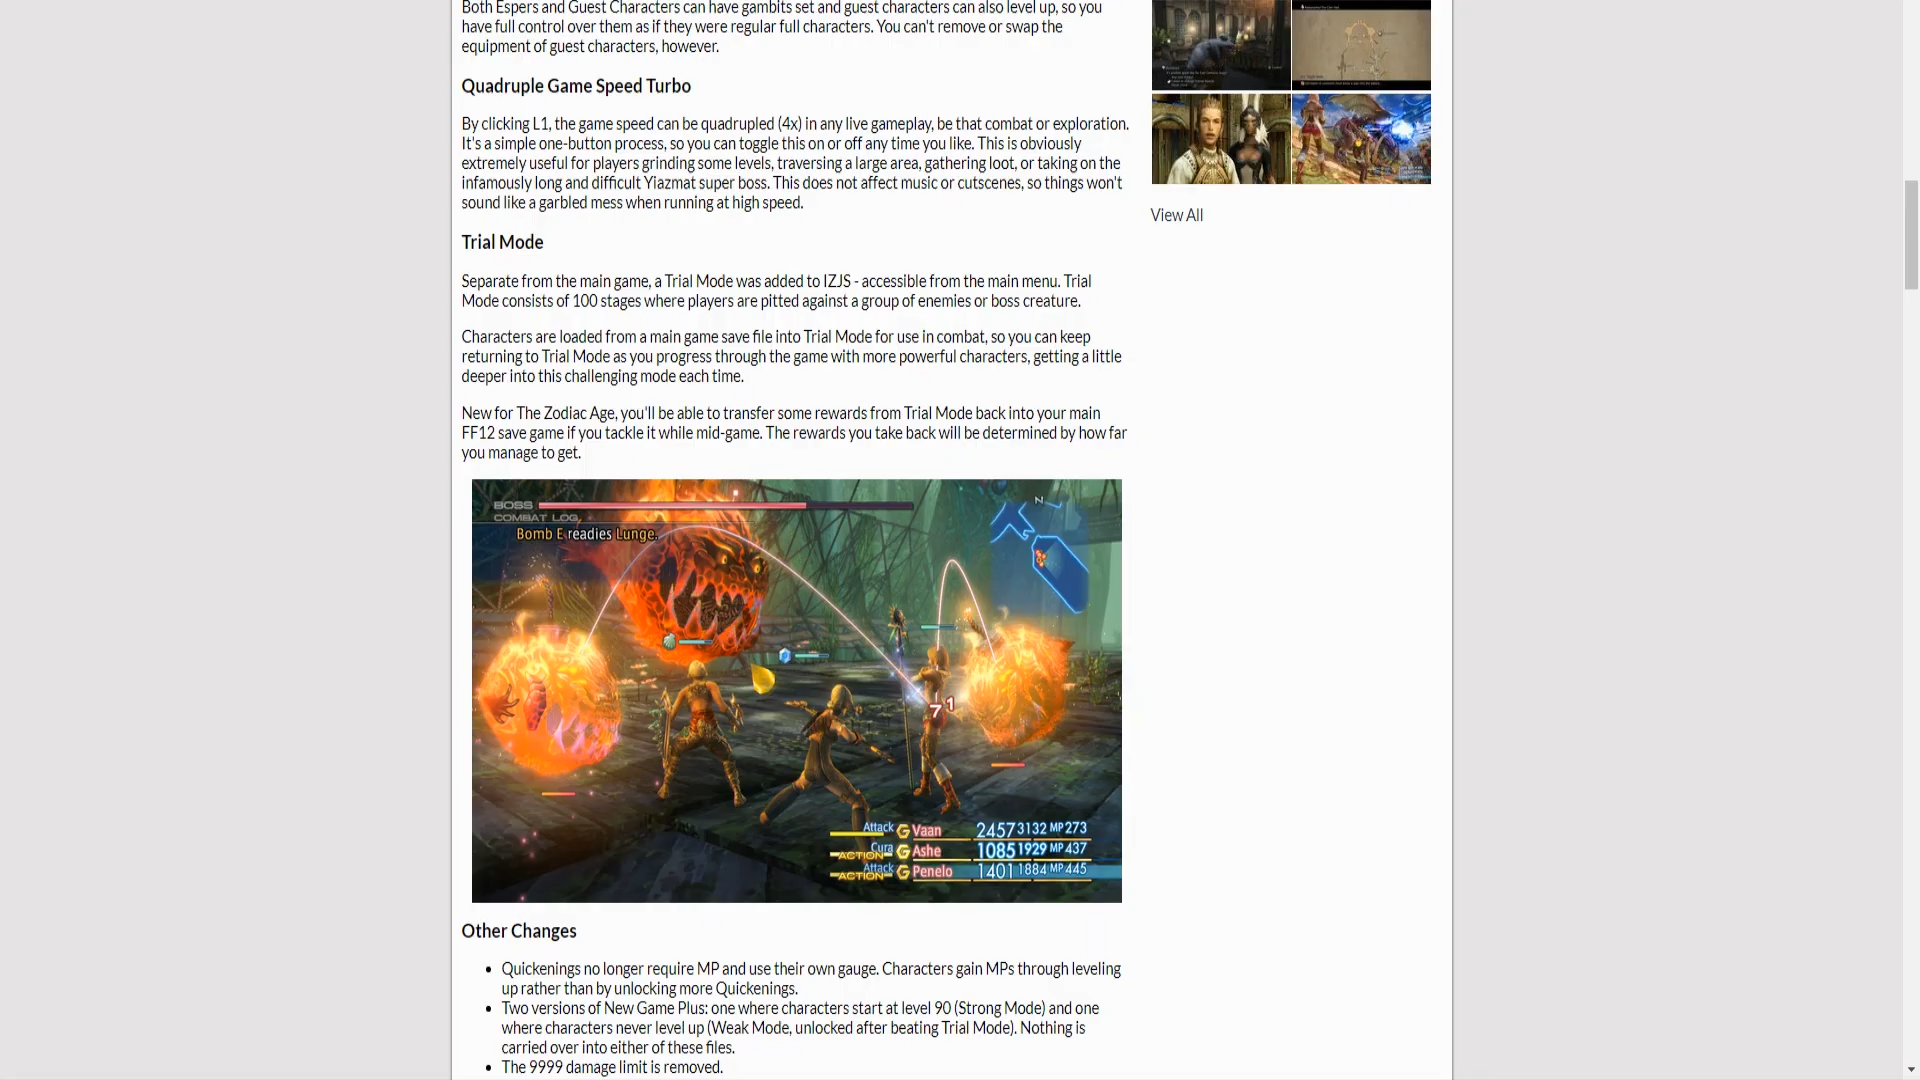 Both Espers and Guest Characters can have gambits set and guest characters can also level up, so you
have full control over them as if they were regular full characters. You can't remove or swap the
equipment of guest characters, however.
Quadruple Game Speed Turbo
By clicking L1, the game speed can be quadrupled (4x) in any live gameplay, be that combat or exploration.
It's a simple one-button process, so you can toggle this on or off any time you like. This is obviously
extremely useful for players grinding some levels, traversing a large area, gathering loot, or taking on the
infamously long and difficult Yiazmat super boss. This does not affect music or cutscenes, so things won't
sound like a garbled mess when running at high speed.
Trial Mode
Separate from the main game, a Trial Mode was added to IZJS - accessible from the main menu. Trial
Mode consists of 100 stages where players are pitted against a group of enemies or boss creature.
Characters are loaded from a main game save file into Trial Mode for use in combat, so you can keep
returning to Trial Mode as you progress through the game with more powerful characters, getting a little
deeper into this challenging mode each time.
New for The Zodiac Age, you'll be able to transfer some rewards from Trial Mode back into your main
FF12 save game if you tackle it while mid-game. The rewards you take back will be determined by how far
you manage to get.
BOSS
COMBAT LOG
Bomb E readies Lunge.
N
71
Attack G Vaan 2457 3132 MP 273
Cura
ACTION G Ashe 1085 1929 MP 437
Attack
ACTION G Penelo 1401 1884 MP 445
Other Changes
• Quickenings no longer require MP and use their own gauge. Characters gain MPs through leveling
up rather than by unlocking more Quickenings.
• Two versions of New Game Plus: one where characters start at level 90 (Strong Mode) and one
where characters never level up (Weak Mode, unlocked after beating Trial Mode). Nothing is
carried over into either of these files.
• The 9999 damage limit is removed.
View All